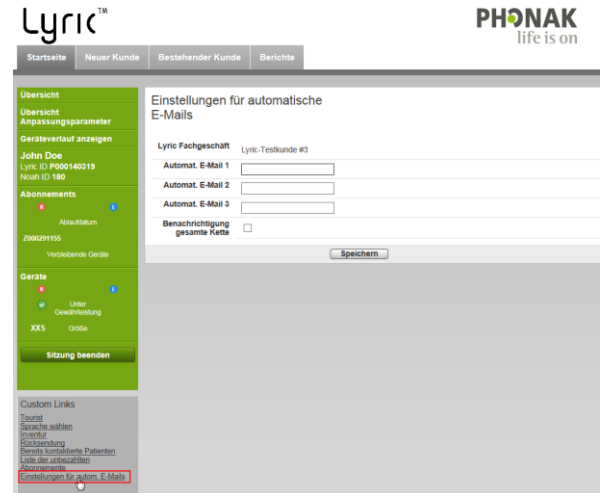 Lyric™
PHONAK
life is on
Startseite Neuer Kunde Bestehender Kunde Berichte
Übersicht
Übersicht
Anpassungsparameter
Geräteverlauf anzeigen
John Doe
Lyric ID P000140319
Noah ID 180
Abonnements
R L
Ablaufdatum
Z000291155
Verbleibende Geräte
Geräte
R L
Unter
Gewährleistung
XXS Größe
Sitzung beenden
Custom Links
Tourist
Sprache wählen
Inventur
Rücksendung
Bereits kontaktierte Patienten
Liste der unbezahlten
Abonnemente
Einstellungen für autom. E-Mails
Einstellungen für automatische
E-Mails
Lyric Fachgeschäft Lyric-Testkunde #3
Automat. E-Mail 1
Automat. E-Mail 2
Automat. E-Mail 3
Benachrichtigung
gesamte Kette
Speichern